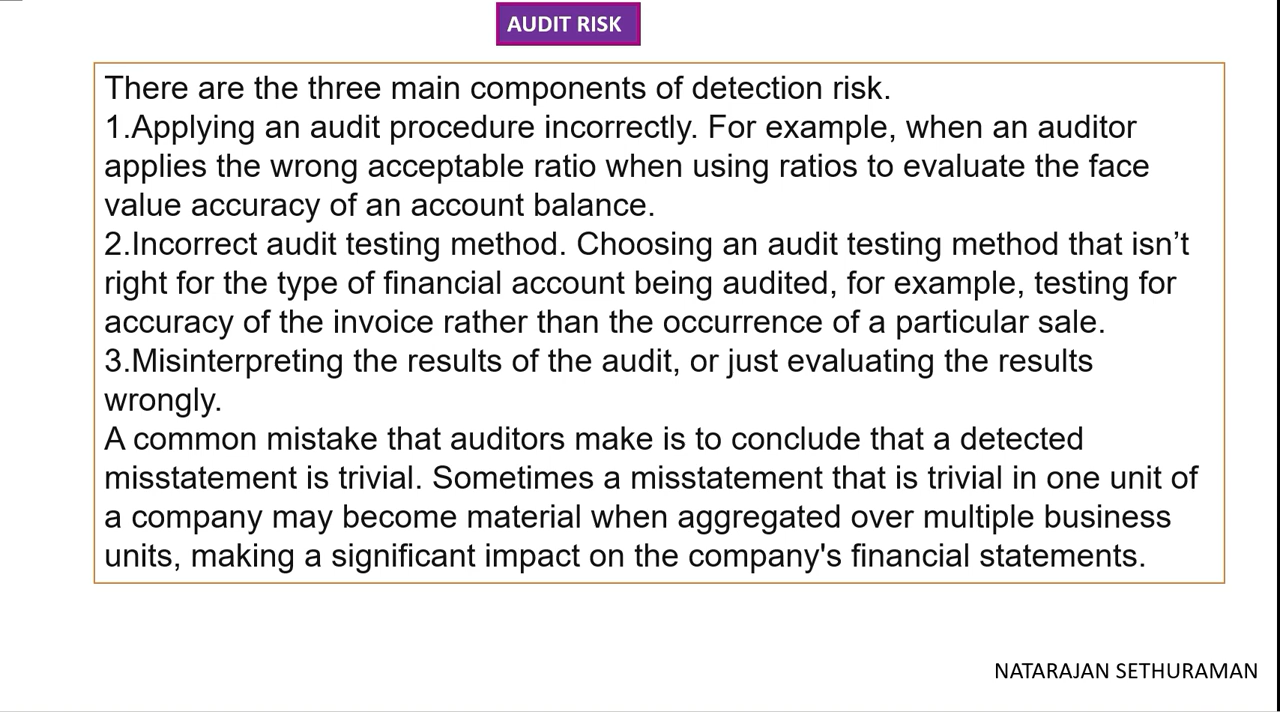 AUDIT RISK
There are the three main components of detection risk.
1.Applying an audit procedure incorrectly. For example, when an auditor
applies the wrong acceptable ratio when using ratios to evaluate the face
value accuracy of an account balance.
2.Incorrect audit testing method. Choosing an audit testing method that isn’t
right for the type of financial account being audited, for example, testing for
accuracy of the invoice rather than the occurrence of a particular sale.
3.Misinterpreting the results of the audit, or just evaluating the results
wrongly.
A common mistake that auditors make is to conclude that a detected
misstatement is trivial. Sometimes a misstatement that is trivial in one unit of
a company may become material when aggregated over multiple business
units, making a significant impact on the company's financial statements.
NATARAJAN SETHURAMAN